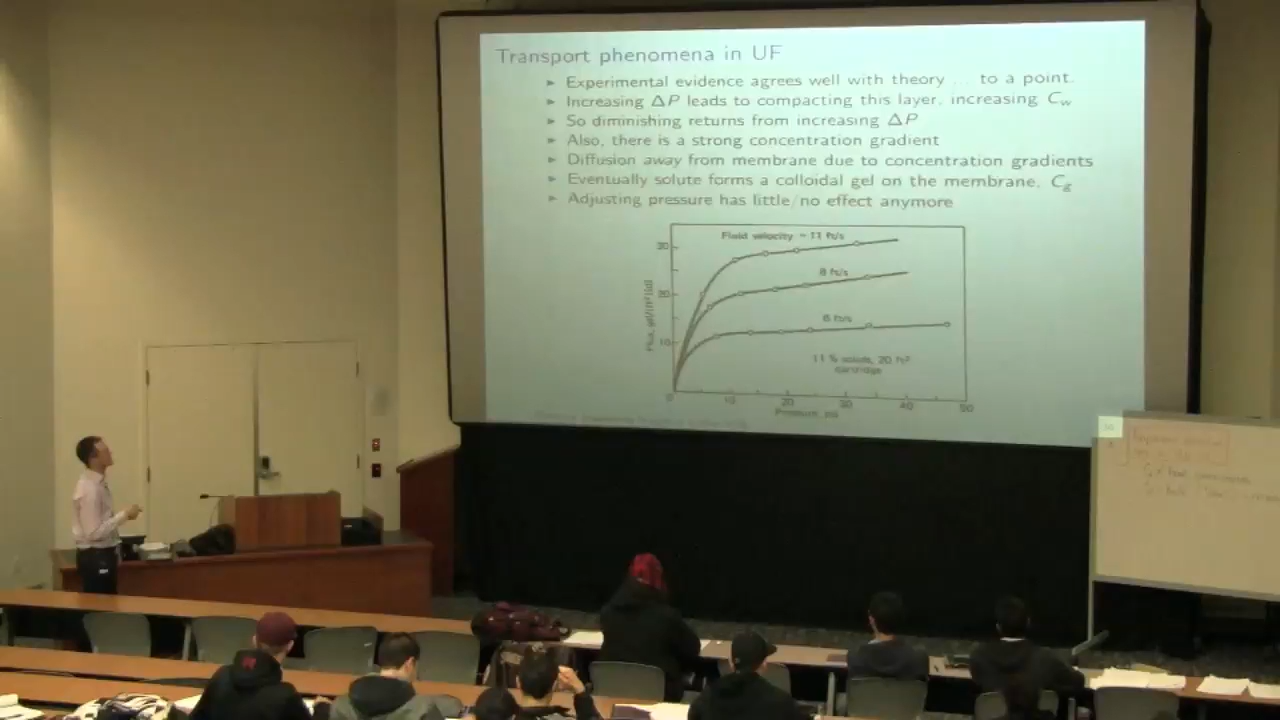 Transport phenomena in UF
► Experimental evidence agrees well with theory ... to a point.
► Increasing ΔP leads to compacting this layer, increasing Cw
► So diminishing returns from increasing ΔP
► Also, there is a strong concentration gradient
► Diffusion away from membrane due to concentration gradients
► Eventually solute forms a colloidal gel on the membrane, Cg
► Adjusting pressure has little/no effect anymore
Fluid velocity = 11 ft/s
30
8 ft/s
20
6 ft/s
10
11 % solute, 20 ft²
cartridge
0 10 20 30 40 50
Pressure, psi